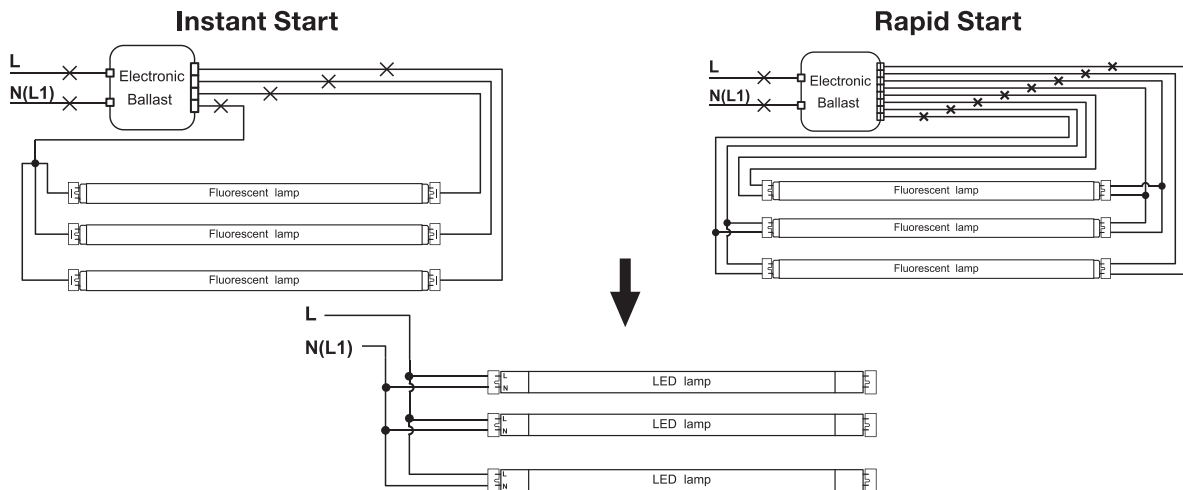 Instant Start
Rapid Start
L
N(L1)
Electronic
Ballast
Fluorescent lamp
Fluorescent lamp
Fluorescent lamp
L
N(L1)
Electronic
Ballast
Fluorescent lamp
Fluorescent lamp
Fluorescent lamp
L
N(L1)
L
N
LED lamp
L
N
LED lamp
L
N
LED lamp